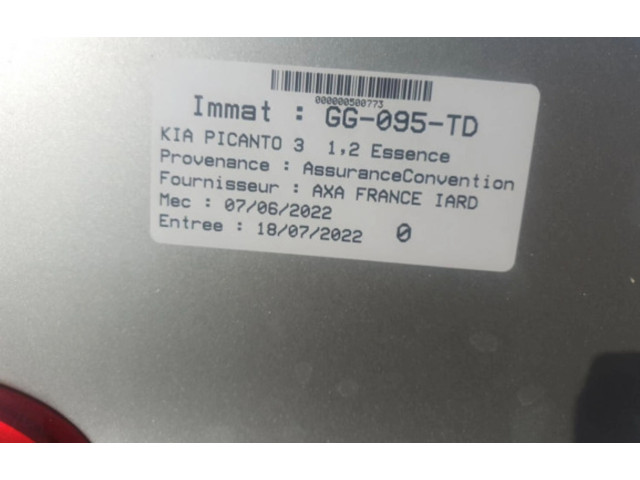 000000500773
Immat : GG-095-TD
KIA PICANTO 3 1,2 Essence
Provenance : AssuranceConvention
Fournisseur : AXA FRANCE IARD
Mec : 07/06/2022
Entree : 18/07/2022 0